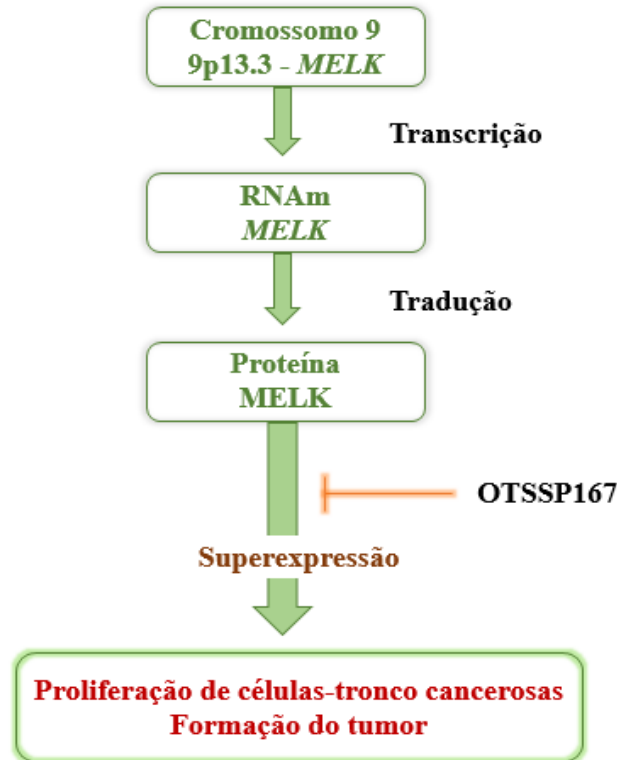 Cromossomo 9
9p13.3 - MELK
Transcrição
RNAm
MELK
Tradução
Proteína
MELK
OTSSP167
Superexpressão
Proliferação de células-tronco cancerosas
Formação do tumor